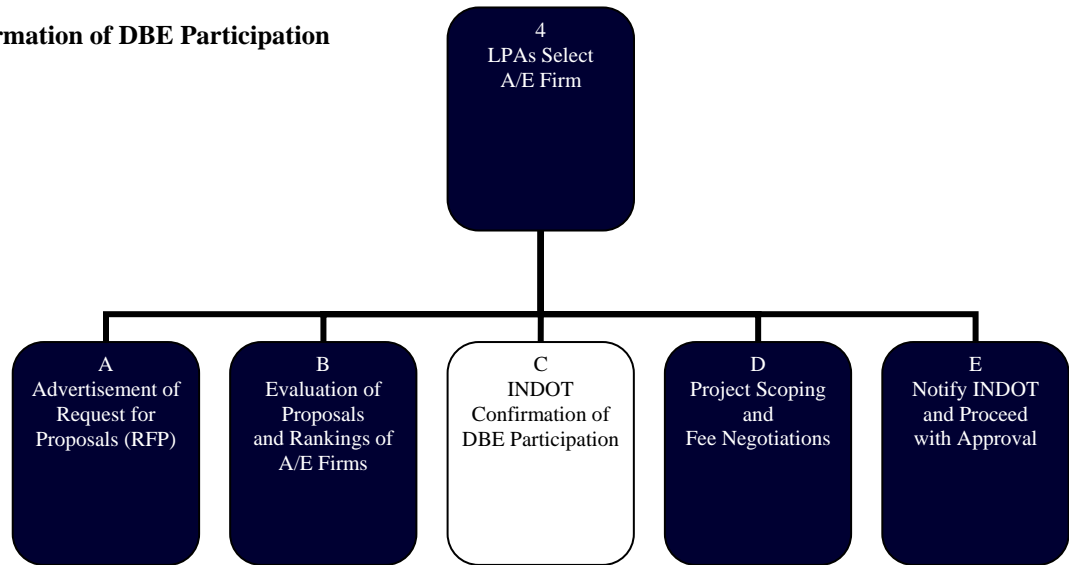 of DBE Participation
4
LPAs Select
A/E Firm
A
Advertisement of
Request for
Proposals (RFP)
B
Evaluation of
Proposals
and Rankings of
A/E Firms
C
INDOT
Confirmation of
DBE Participation
D
Project Scoping
and
Fee Negotiations
E
Notify INDOT
and Proceed
with Approval